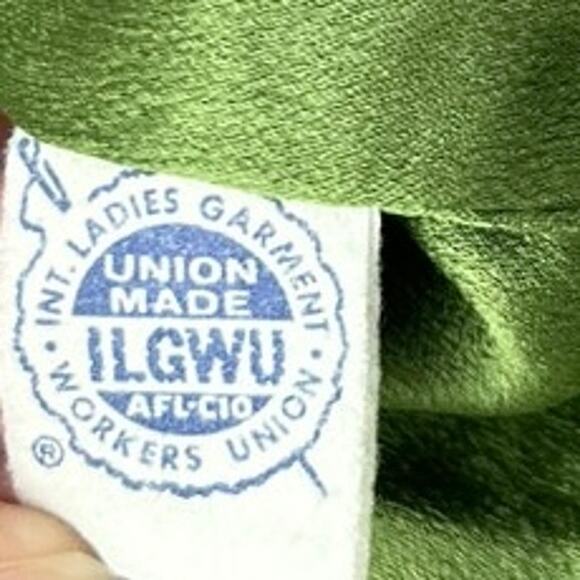 INT. LADIES GARMENT
UNION
MADE
ILGWU
AFL-CIO
• WORKERS UNION •
®